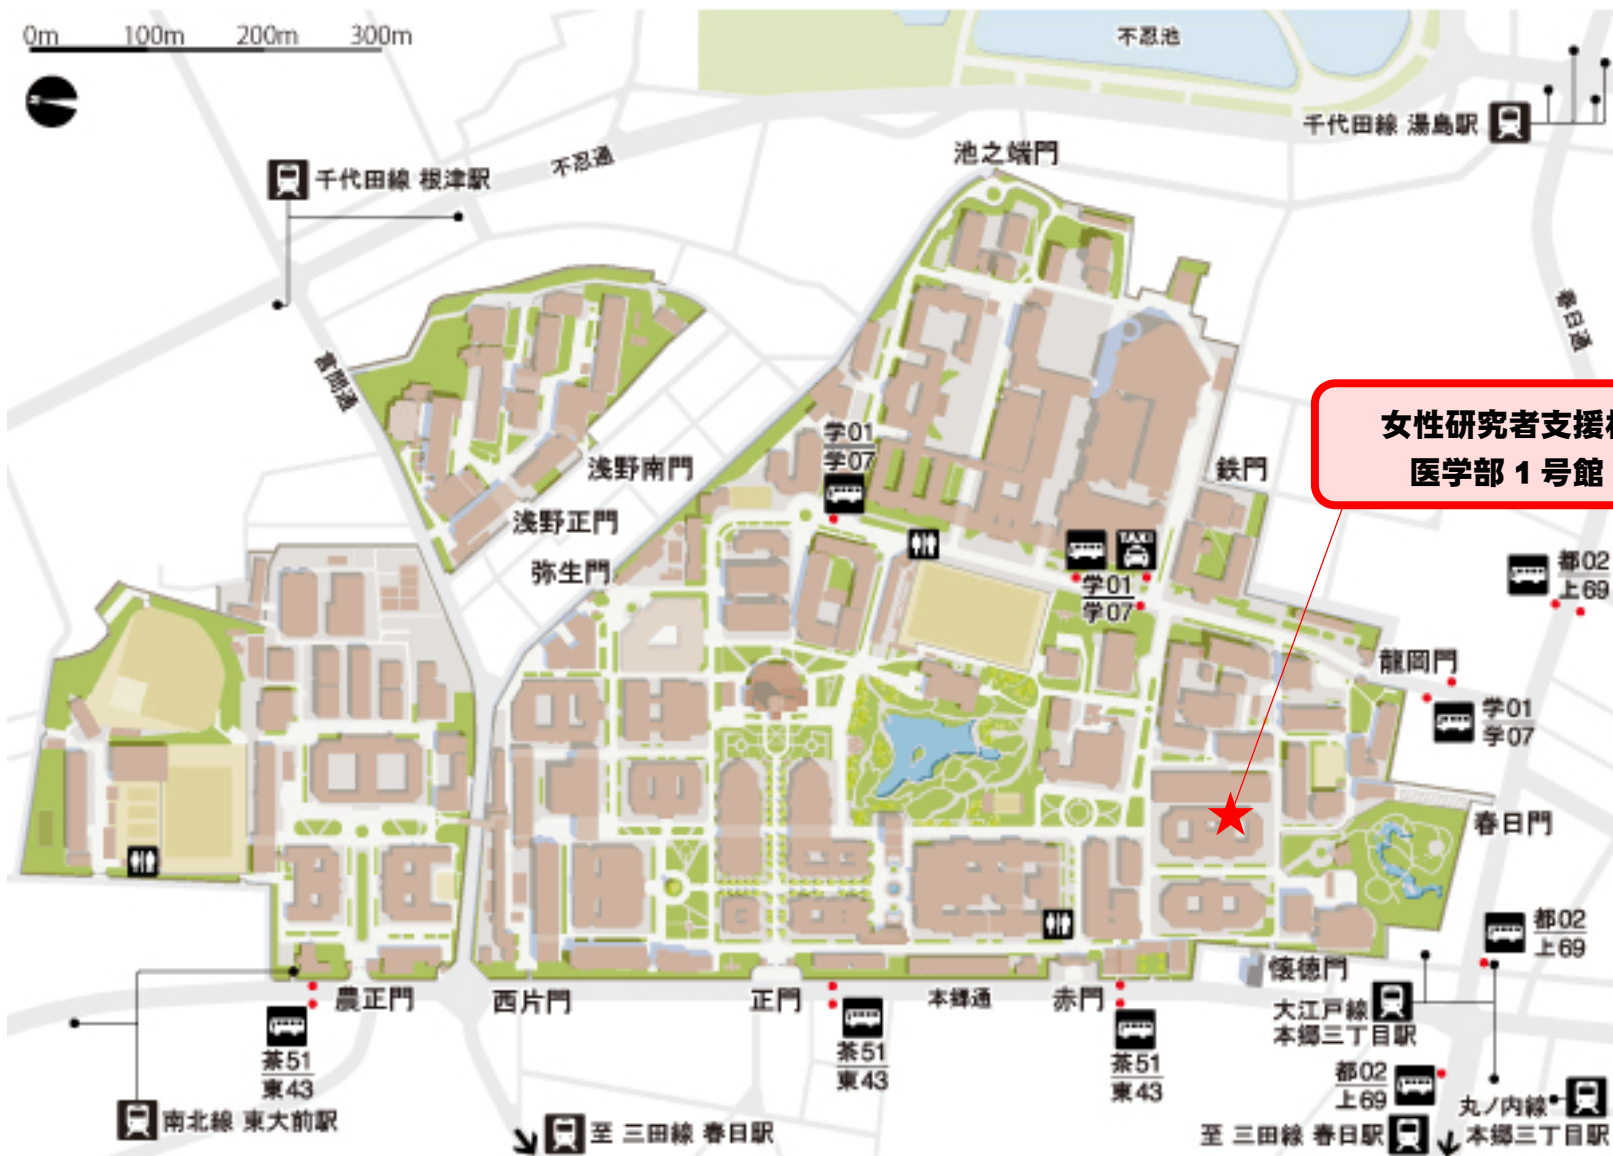 0m 100m 200m 300m
不忍池
千代田線 湯島駅
池之端門
不忍通
千代田線 根津駅
春日通
言問通
女性研究者支援
医学部 1 号館
学01
学07
浅野南門
鉄門
浅野正門
弥生門
TAXI
学01
学07
都02
上69
龍岡門
学01
学07
春日門
都02
上69
懐徳門
農正門
西片門
正門
本郷通
赤門
大江戸線
本郷三丁目駅
茶51
東43
茶51
東43
茶51
東43
都02
上69
丸ノ内線
本郷三丁目駅
南北線 東大前駅
至 三田線 春日駅
至 三田線 春日駅